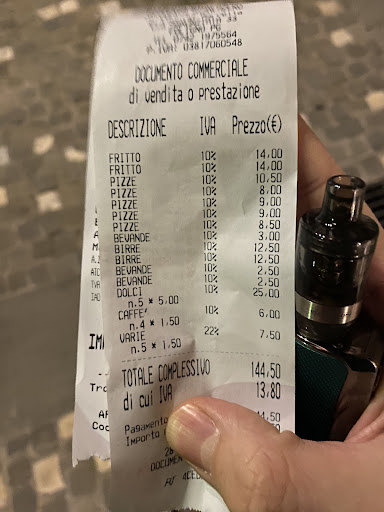 1975564
P.IVA: 03817060548
DOCUMENTO COMMERCIALE
di vendita o prestazione
DESCRIZIONE IVA Prezzo(€)
FRITTO 10% 14,00
FRITTO 10% 14,00
PIZZE 10% 10,50
PIZZE 10% 8,00
PIZZE 10% 9,00
PIZZE 10% 9,00
PIZZE 10% 8,50
BEVANDE 10% 3,00
BIRRE 10% 12,50
BIRRE 10% 12,50
BEVANDE 10% 2,50
BEVANDE 10% 2,50
DOLCI 10% 25,00
n.5 * 5,00
CAFFE' 10% 6,00
n.4 * 1,50
VARIE 22% 7,50
n.5 * 1,50
TOTALE COMPLESSIVO 144,50
di cui IVA 13,80
Pagamento
Importo